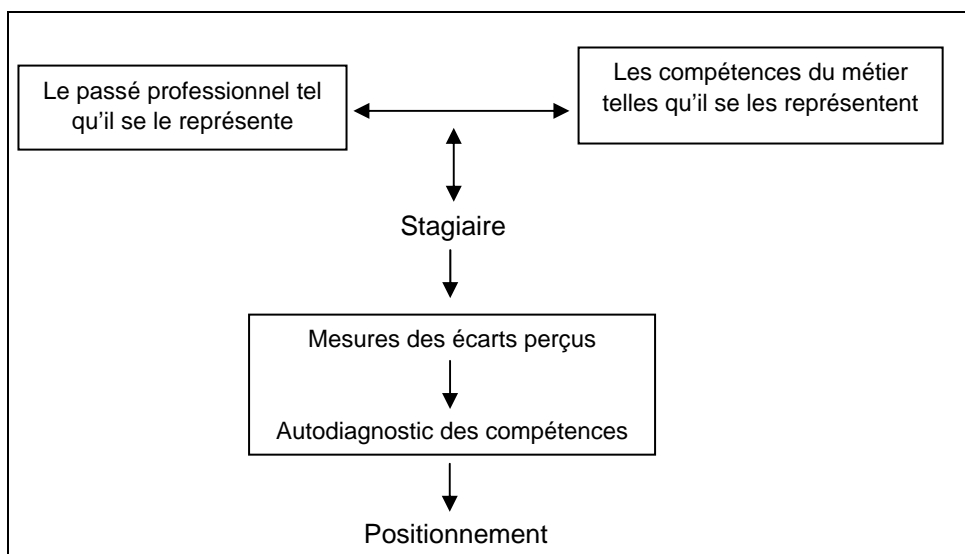 Le passé professionnel tel
qu'il se le représente
Les compétences du métier
telles qu'il se les représentent
Stagiaire
Mesures des écarts perçus
Autodiagnostic des compétences
Positionnement